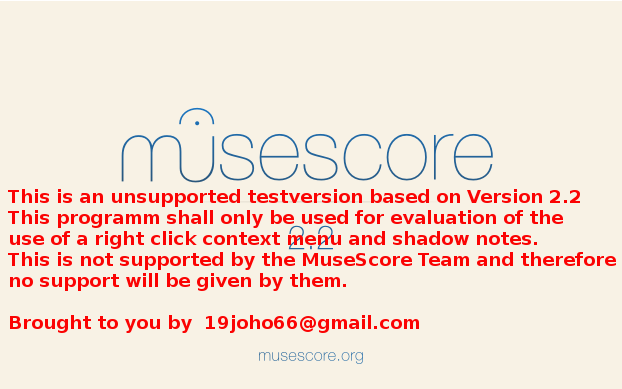 musescore
This is an unsupported testversion based on Version 2.2
This programm shall only be used for evaluation of the
use of a right click context menu and shadow notes.
2.2
This is not supported by the MuseScore Team and therefore
no support will be given by them.
Brought to you by 19joho66@gmail.com
musescore.org